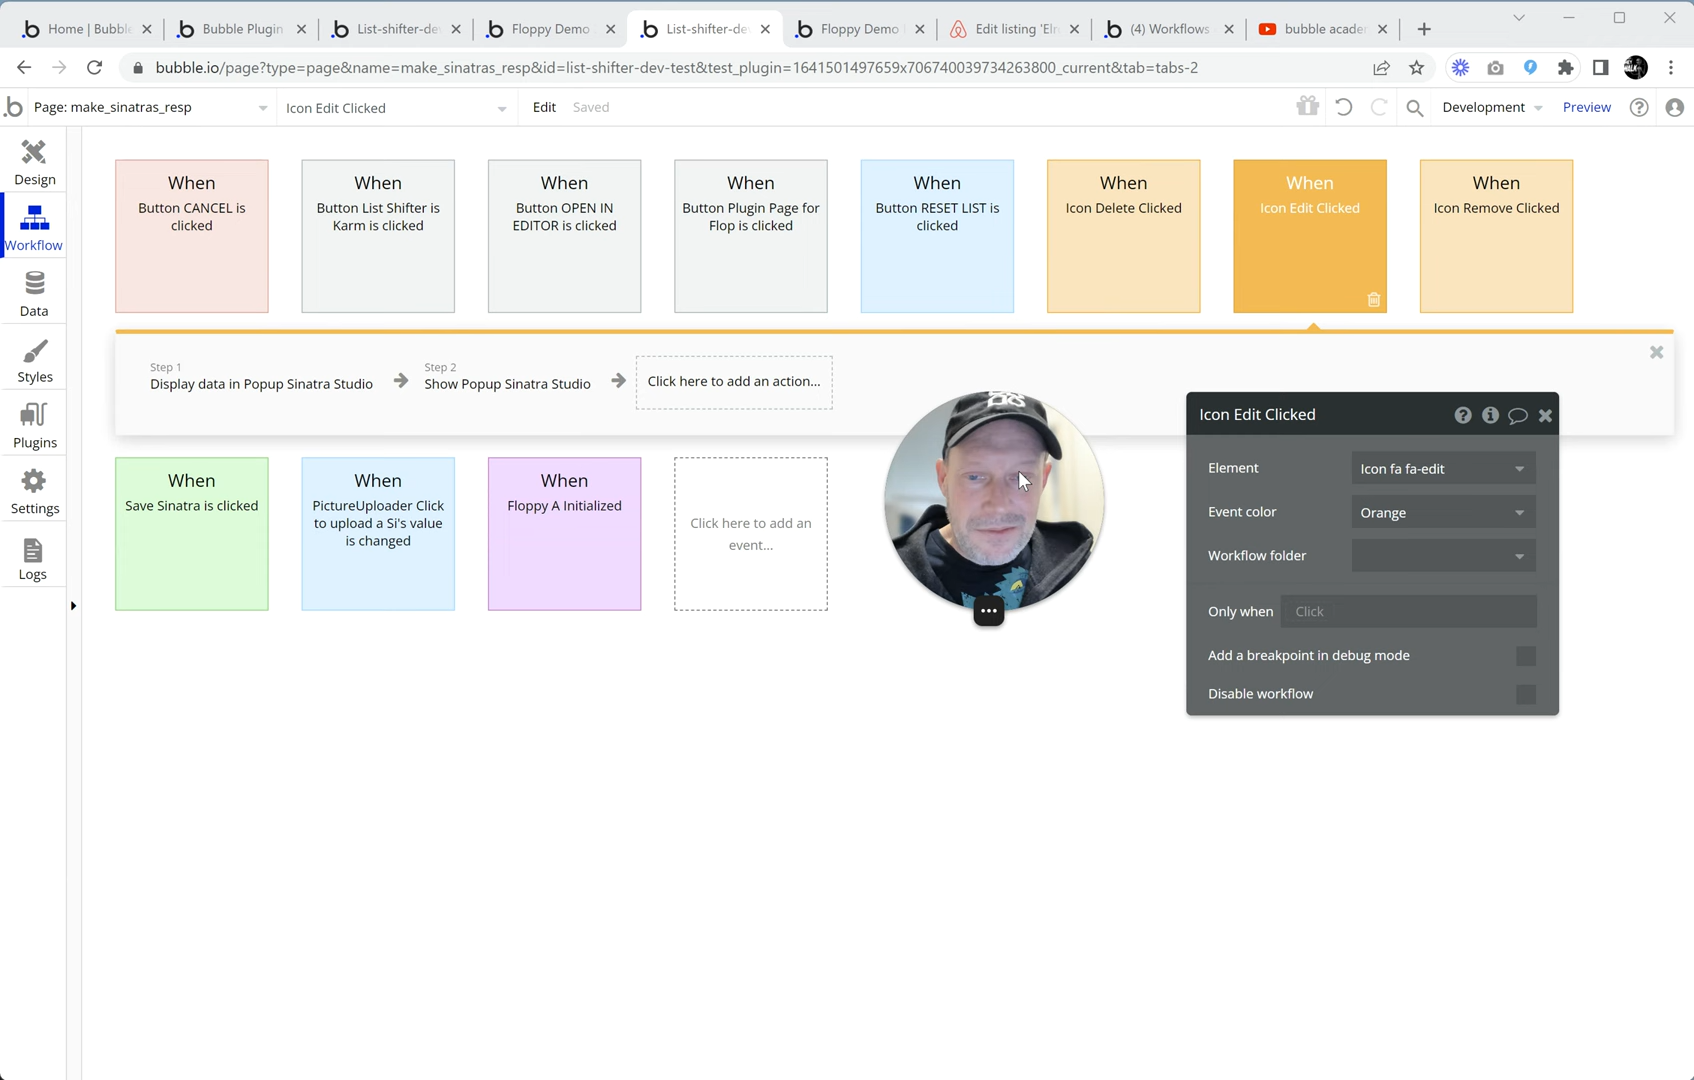 Home | Bubble
Bubble Plugin
List-shifter-de
Floppy Demo
List-shifter-de
Floppy Demo
Edit listing 'Elr
(4) Workflows
bubble acade
bubble.io/page?type=page&name=make_sinatras_resp&id=list-shifter-dev-test&test_plugin=1641501497659x706740039734263800_current&tab=tabs-2
Page: make_sinatras_resp
Icon Edit Clicked
Edit
Saved
Development
Preview
Design
Workflow
Data
Styles
Plugins
Settings
Logs
When
Button CANCEL is
clicked
When
Button List Shifter is
Karm is clicked
When
Button OPEN IN
EDITOR is clicked
When
Button Plugin Page for
Flop is clicked
When
Button RESET LIST is
clicked
When
Icon Delete Clicked
When
Icon Edit Clicked
When
Icon Remove Clicked
Step 1
Display data in Popup Sinatra Studio
Step 2
Show Popup Sinatra Studio
Click here to add an action...
Icon Edit Clicked
Element
Icon fa fa-edit
Event color
Orange
Workflow folder
Only when
Click
Add a breakpoint in debug mode
Disable workflow
When
Save Sinatra is clicked
When
PictureUploader Click
to upload a Si's value
is changed
When
Floppy A Initialized
Click here to add an
event...